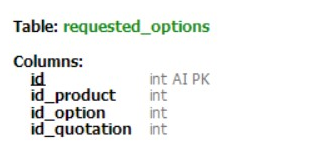 Table: requested_options
Columns:
id int AI PK
id_product int
id_option int
id_quotation int